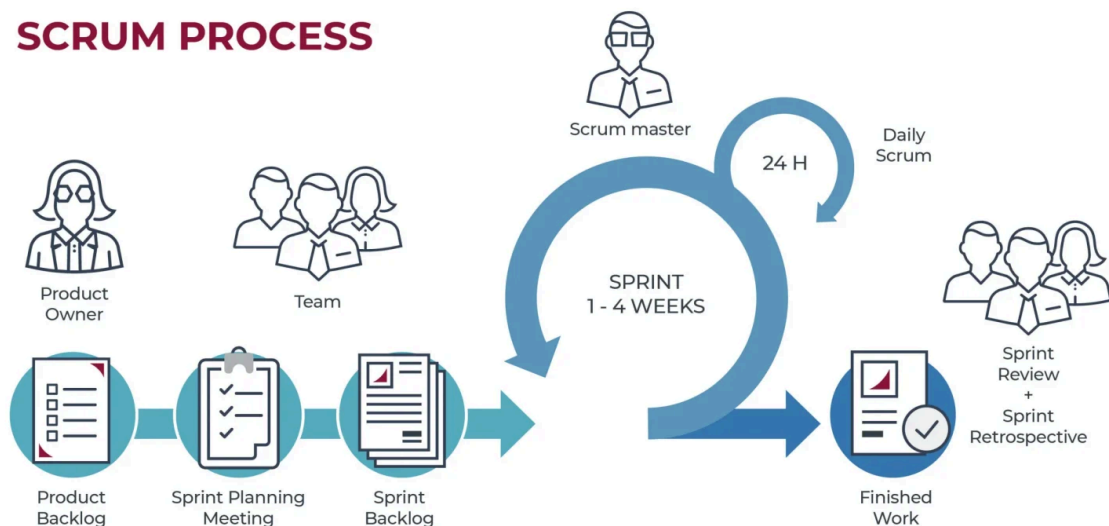 SCRUM PROCESS
Scrum master
24 H
Daily
Scrum
Product
Owner
Team
SPRINT
1 - 4 WEEKS
Sprint
Review
+
Sprint
Retrospective
Product
Backlog
Sprint Planning
Meeting
Sprint
Backlog
Finished
Work